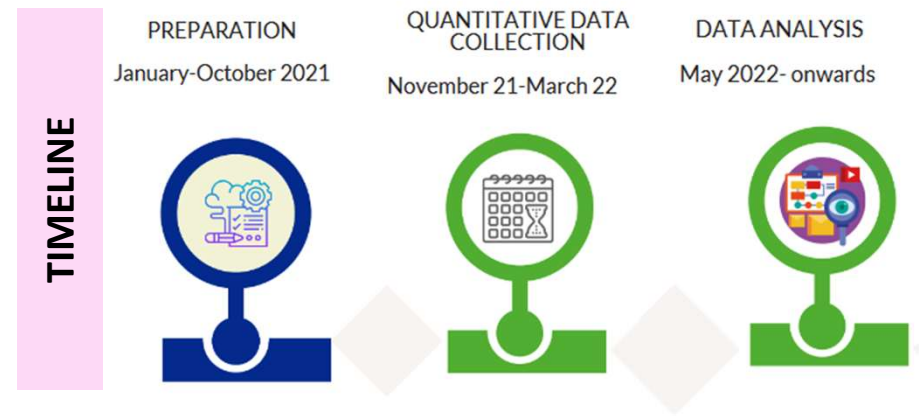 TIMELINE
PREPARATION
January-October 2021
QUANTITATIVE DATA
COLLECTION
November 21-March 22
DATA ANALYSIS
May 2022- onwards